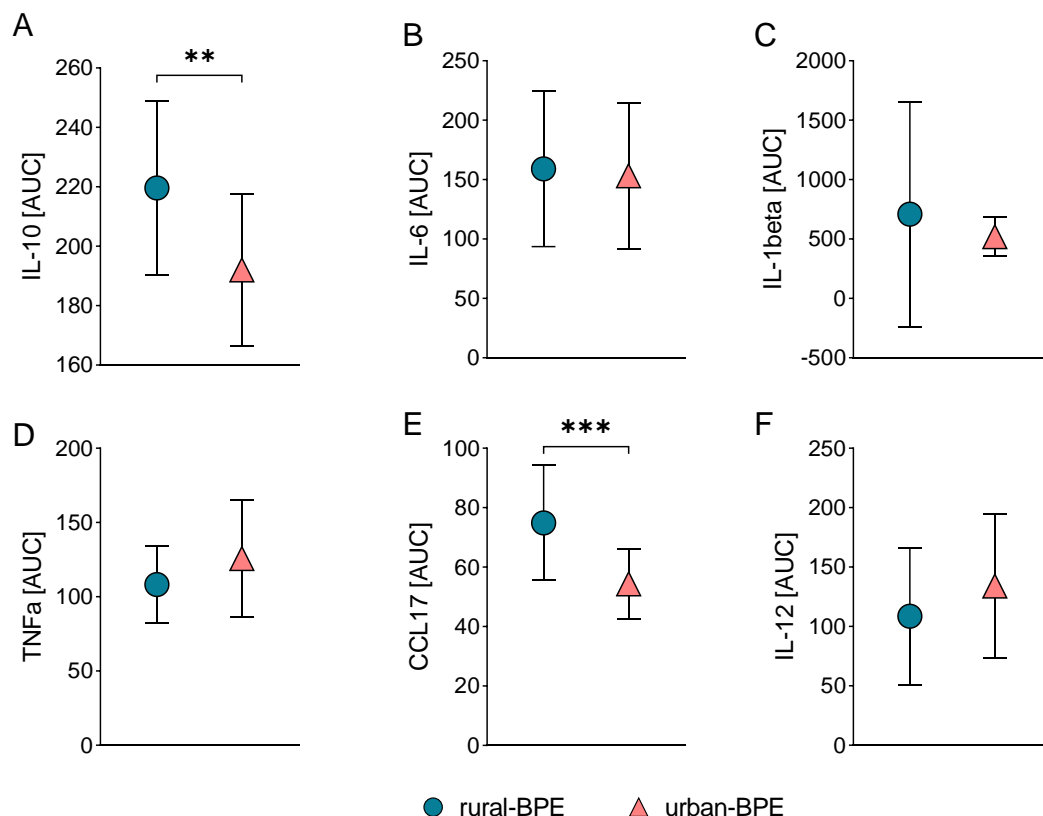 A
B
C
**
260
240
220
200
180
160
IL-10 [AUC]
250
200
150
100
50
0
IL-6 [AUC]
2000
1500
1000
500
0
-500
IL-1beta [AUC]
D
E
F
200
150
100
50
0
TNFa [AUC]
***
100
80
60
40
20
0
CCL17 [AUC]
250
200
150
100
50
0
IL-12 [AUC]
rural-BPE urban-BPE